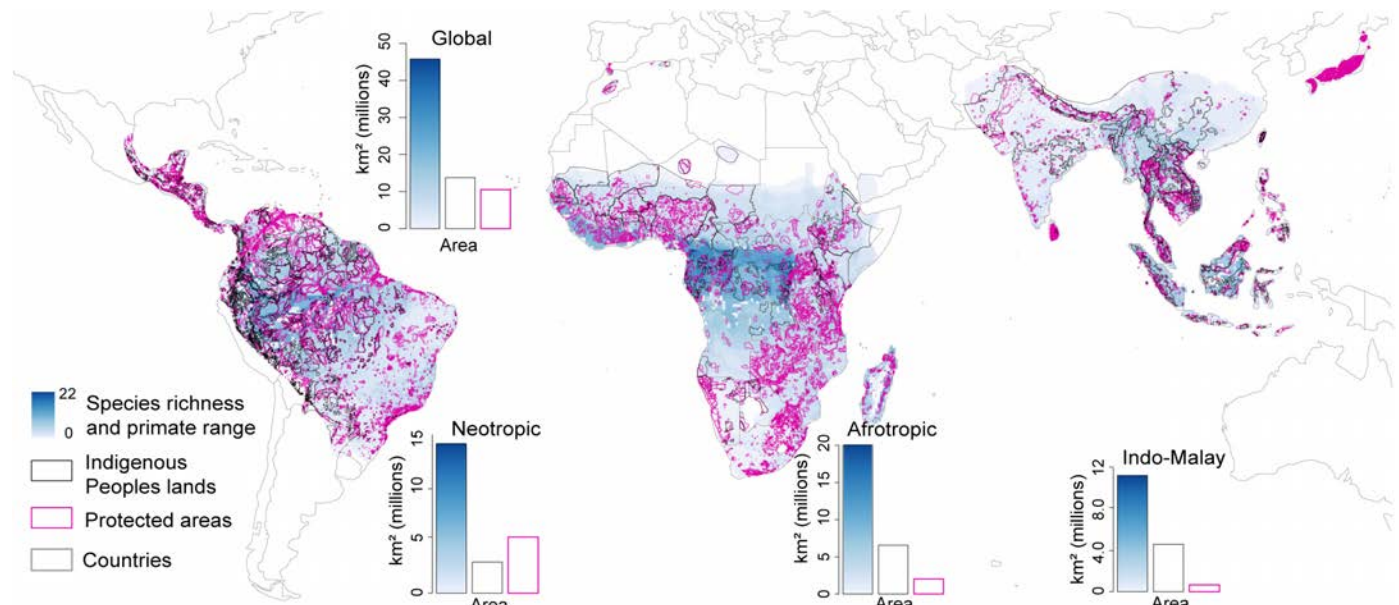 Global
50
40
30
20
10
0
km² (millions)
Area
22
0
Species richness
and primate range
Indigenous
Peoples lands
Protected areas
Countries
Neotropic
15
10
5
0
km² (millions)
Area
Afrotropic
20
15
10
5
0
km² (millions)
Area
Indo-Malay
12
8.0
4.0
0
km² (millions)
Area